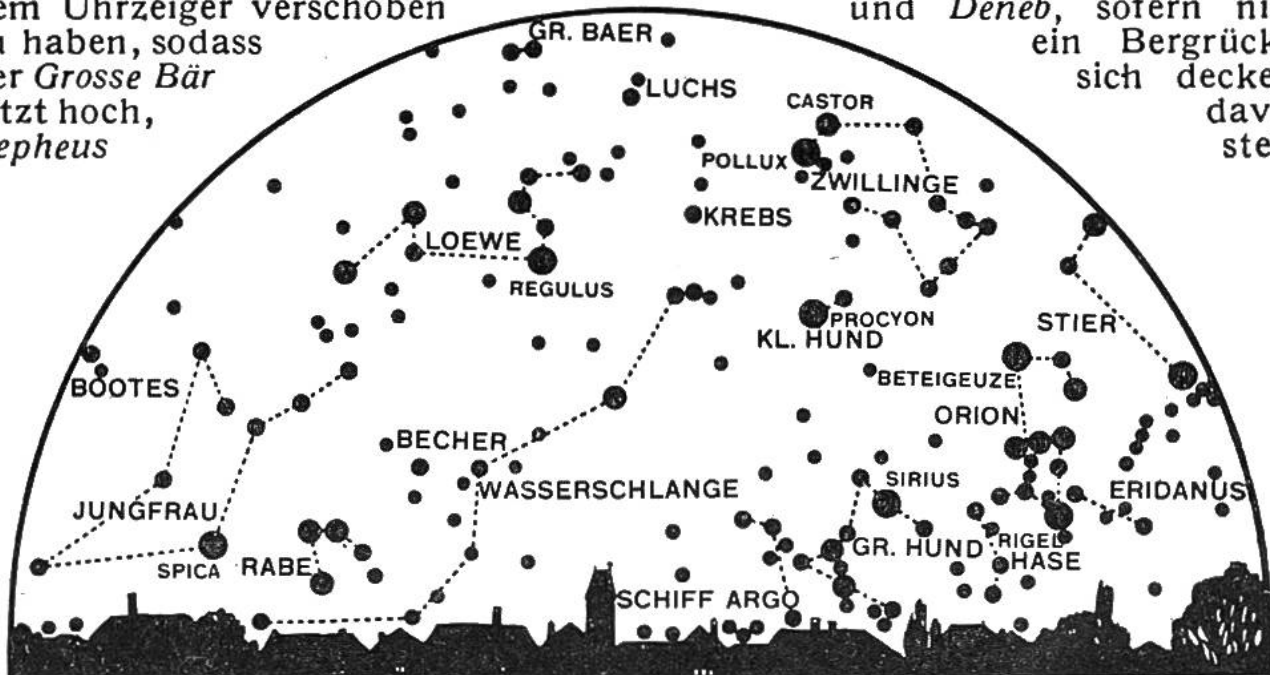 em Uhrzeiger verschoben
u haben, sodass
er Grosse Bär
tzt hoch,
epheus
und Deneb, sofern ni
ein Bergrück
sich decke
dav
ste
GR. BAER
LUCHS
CASTOR
POLLUX
ZWILLINGE
KREBS
LOEWE
REGULUS
PROCYON
KL. HUND
STIER
BOOTES
BETEIGEUZE
ORION
BECHER
SIRIUS
WASSERSCHLANGE
ERIDANUS
JUNGFRAU
SPICA
RABE
GR. HUND
RIGEL
HASE
SCHIFF ARGO